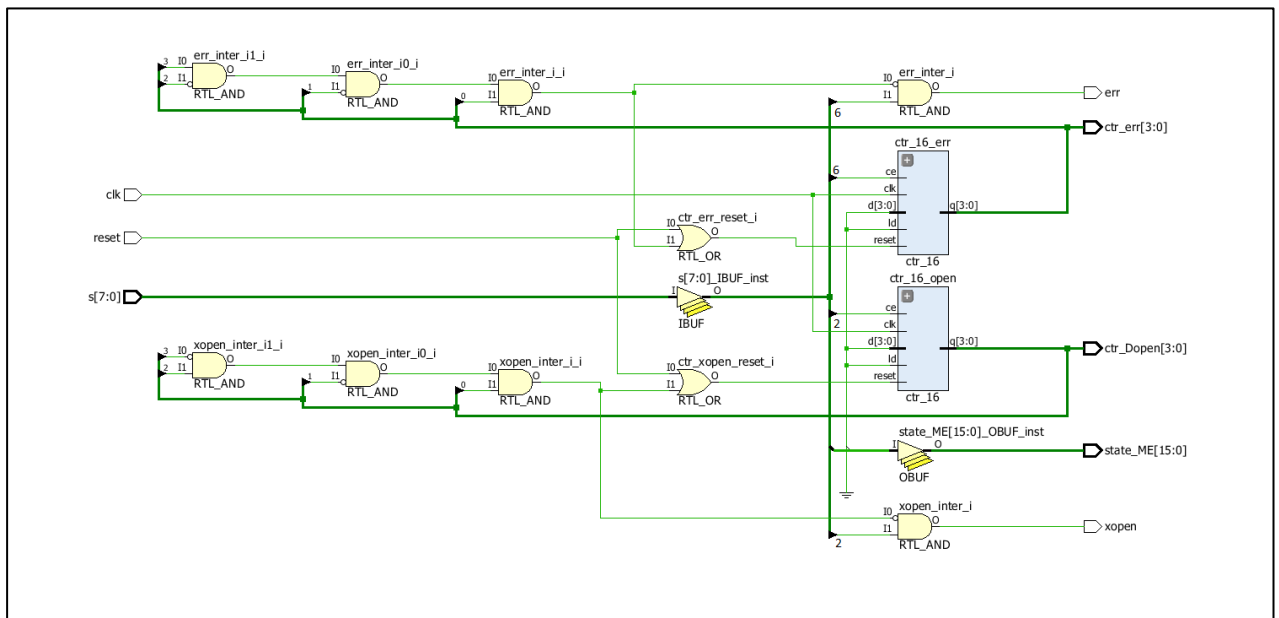 err_inter_i1_i
3 I0
2 I1
O
RTL_AND
err_inter_i0_i
I0
1 I1
O
RTL_AND
err_inter_i_i
I0
0 I1
O
RTL_AND
err_inter_i
I0
I1
O
6
RTL_AND
err
ctr_err[3:0]
ctr_16_err
6
ce
clk
d[3:0]
ld
reset
q[3:0]
ctr_16
clk
reset
ctr_err_reset_i
I0
I1
O
RTL_OR
s[7:0]
s[7:0]_IBUF_inst
I
O
IBUF
ctr_16_open
2
ce
clk
d[3:0]
ld
reset
q[3:0]
ctr_16
ctr_Dopen[3:0]
xopen_inter_i1_i
3 I0
2 I1
O
RTL_AND
xopen_inter_i0_i
I0
1 I1
O
RTL_AND
xopen_inter_i_i
I0
0 I1
O
RTL_AND
ctr_xopen_reset_i
I0
I1
O
RTL_OR
state_ME[15:0]_OBUF_inst
I
O
OBUF
state_ME[15:0]
xopen_inter_i
I0
I1
O
2
RTL_AND
xopen